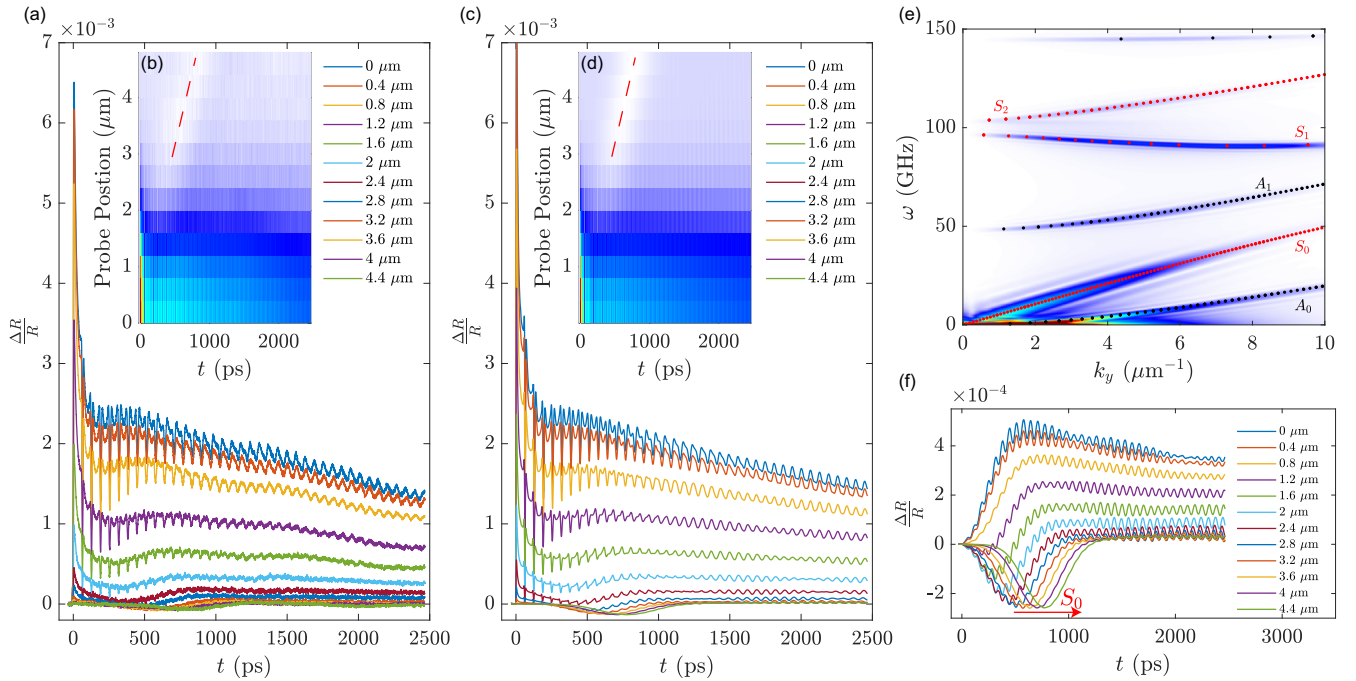 (a)
×10⁻³
7
6
5
4
3
2
1
0
ΔR/R
0
500
1000
1500
2000
2500
t (ps)
(b)
4
3
2
1
0
Probe Postion (μm)
0
1000
2000
t (ps)
0 μm
0.4 μm
0.8 μm
1.2 μm
1.6 μm
2 μm
2.4 μm
2.8 μm
3.2 μm
3.6 μm
4 μm
4.4 μm
(c)
×10⁻³
7
6
5
4
3
2
1
0
ΔR/R
0
500
1000
1500
2000
2500
t (ps)
(d)
4
3
2
1
0
Probe Postion (μm)
0
1000
2000
t (ps)
0 μm
0.4 μm
0.8 μm
1.2 μm
1.6 μm
2 μm
2.4 μm
2.8 μm
3.2 μm
3.6 μm
4 μm
4.4 μm
(e)
150
100
50
0
ω (GHz)
S₂
S₁
A₁
S₀
A₀
0
2
4
6
8
10
k_y (μm⁻¹)
(f)
×10⁻⁴
4
2
0
-2
ΔR/R
S₀
0
1000
2000
3000
t (ps)
0 μm
0.4 μm
0.8 μm
1.2 μm
1.6 μm
2 μm
2.4 μm
2.8 μm
3.2 μm
3.6 μm
4 μm
4.4 μm